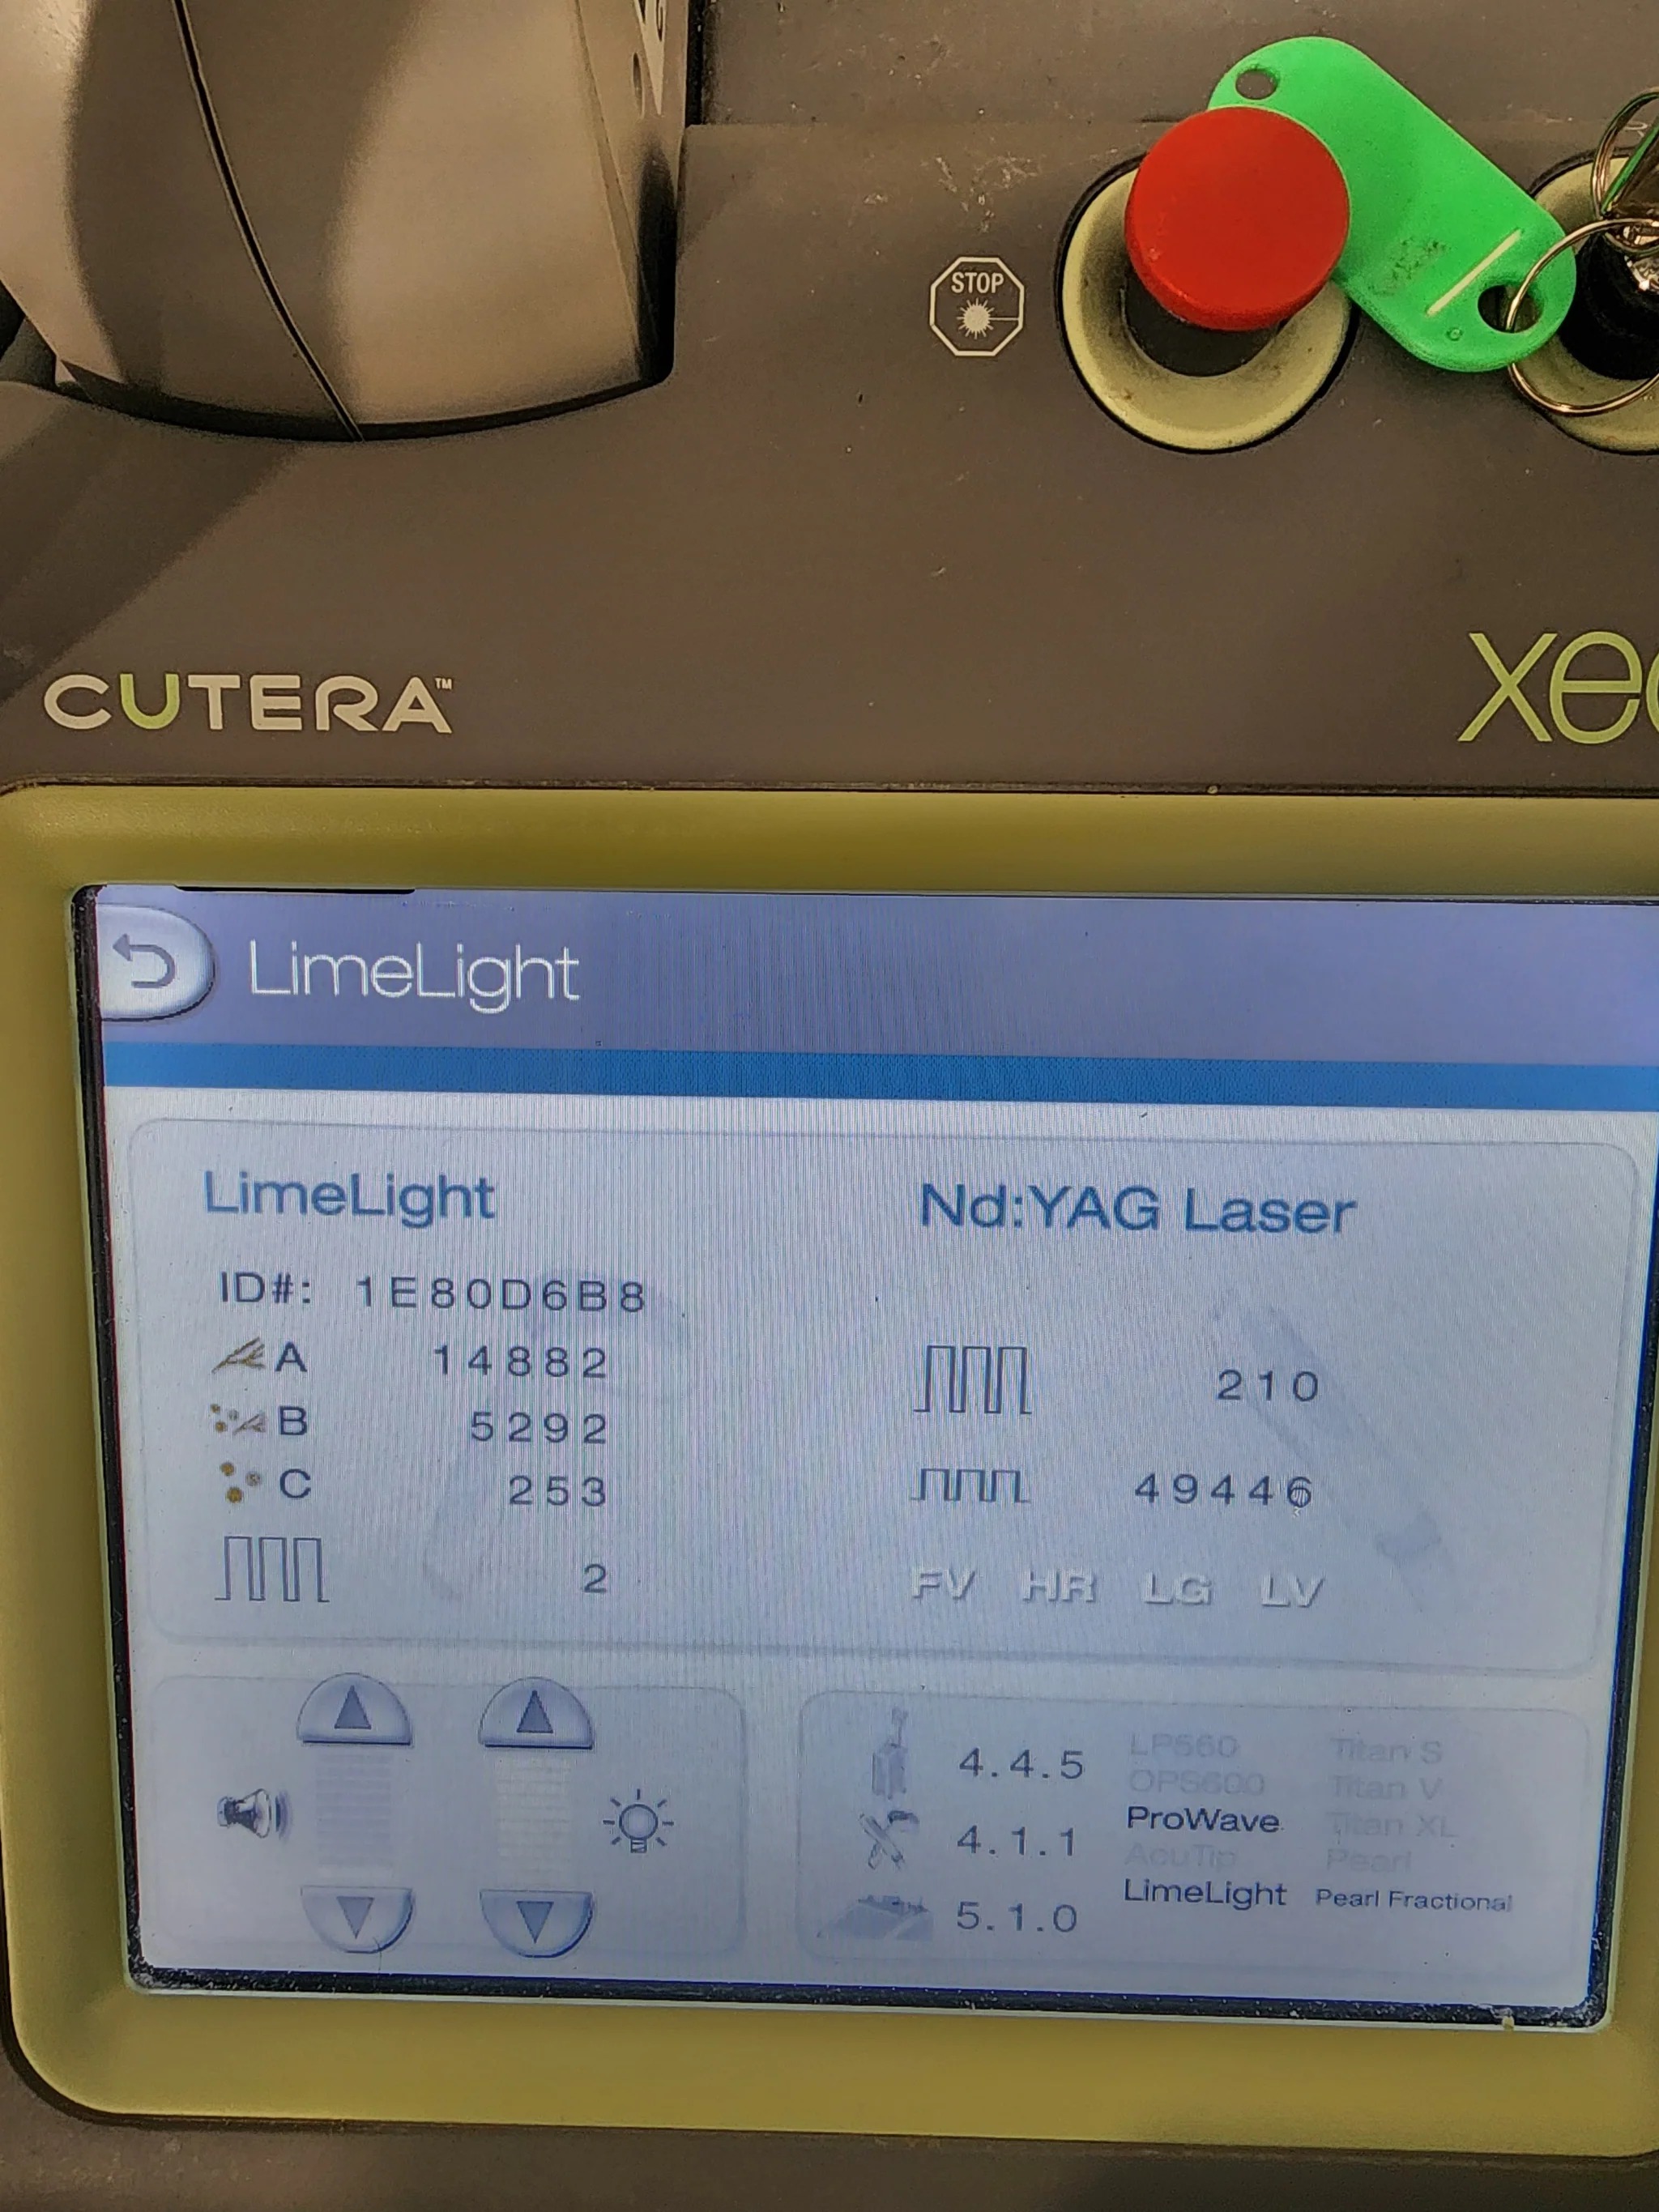 STOP
CUTERA™
xeo
LimeLight
LimeLight
ID#: 1E80D6B8
A 14882
B 5292
C 253
2
Nd:YAG Laser
210
49446
FV HR LG LV
4.4.5
4.1.1
5.1.0
LP560
OPS600
ProWave
AcuTip
LimeLight
Titan S
Titan V
Titan XL
Pearl
Pearl Fractional